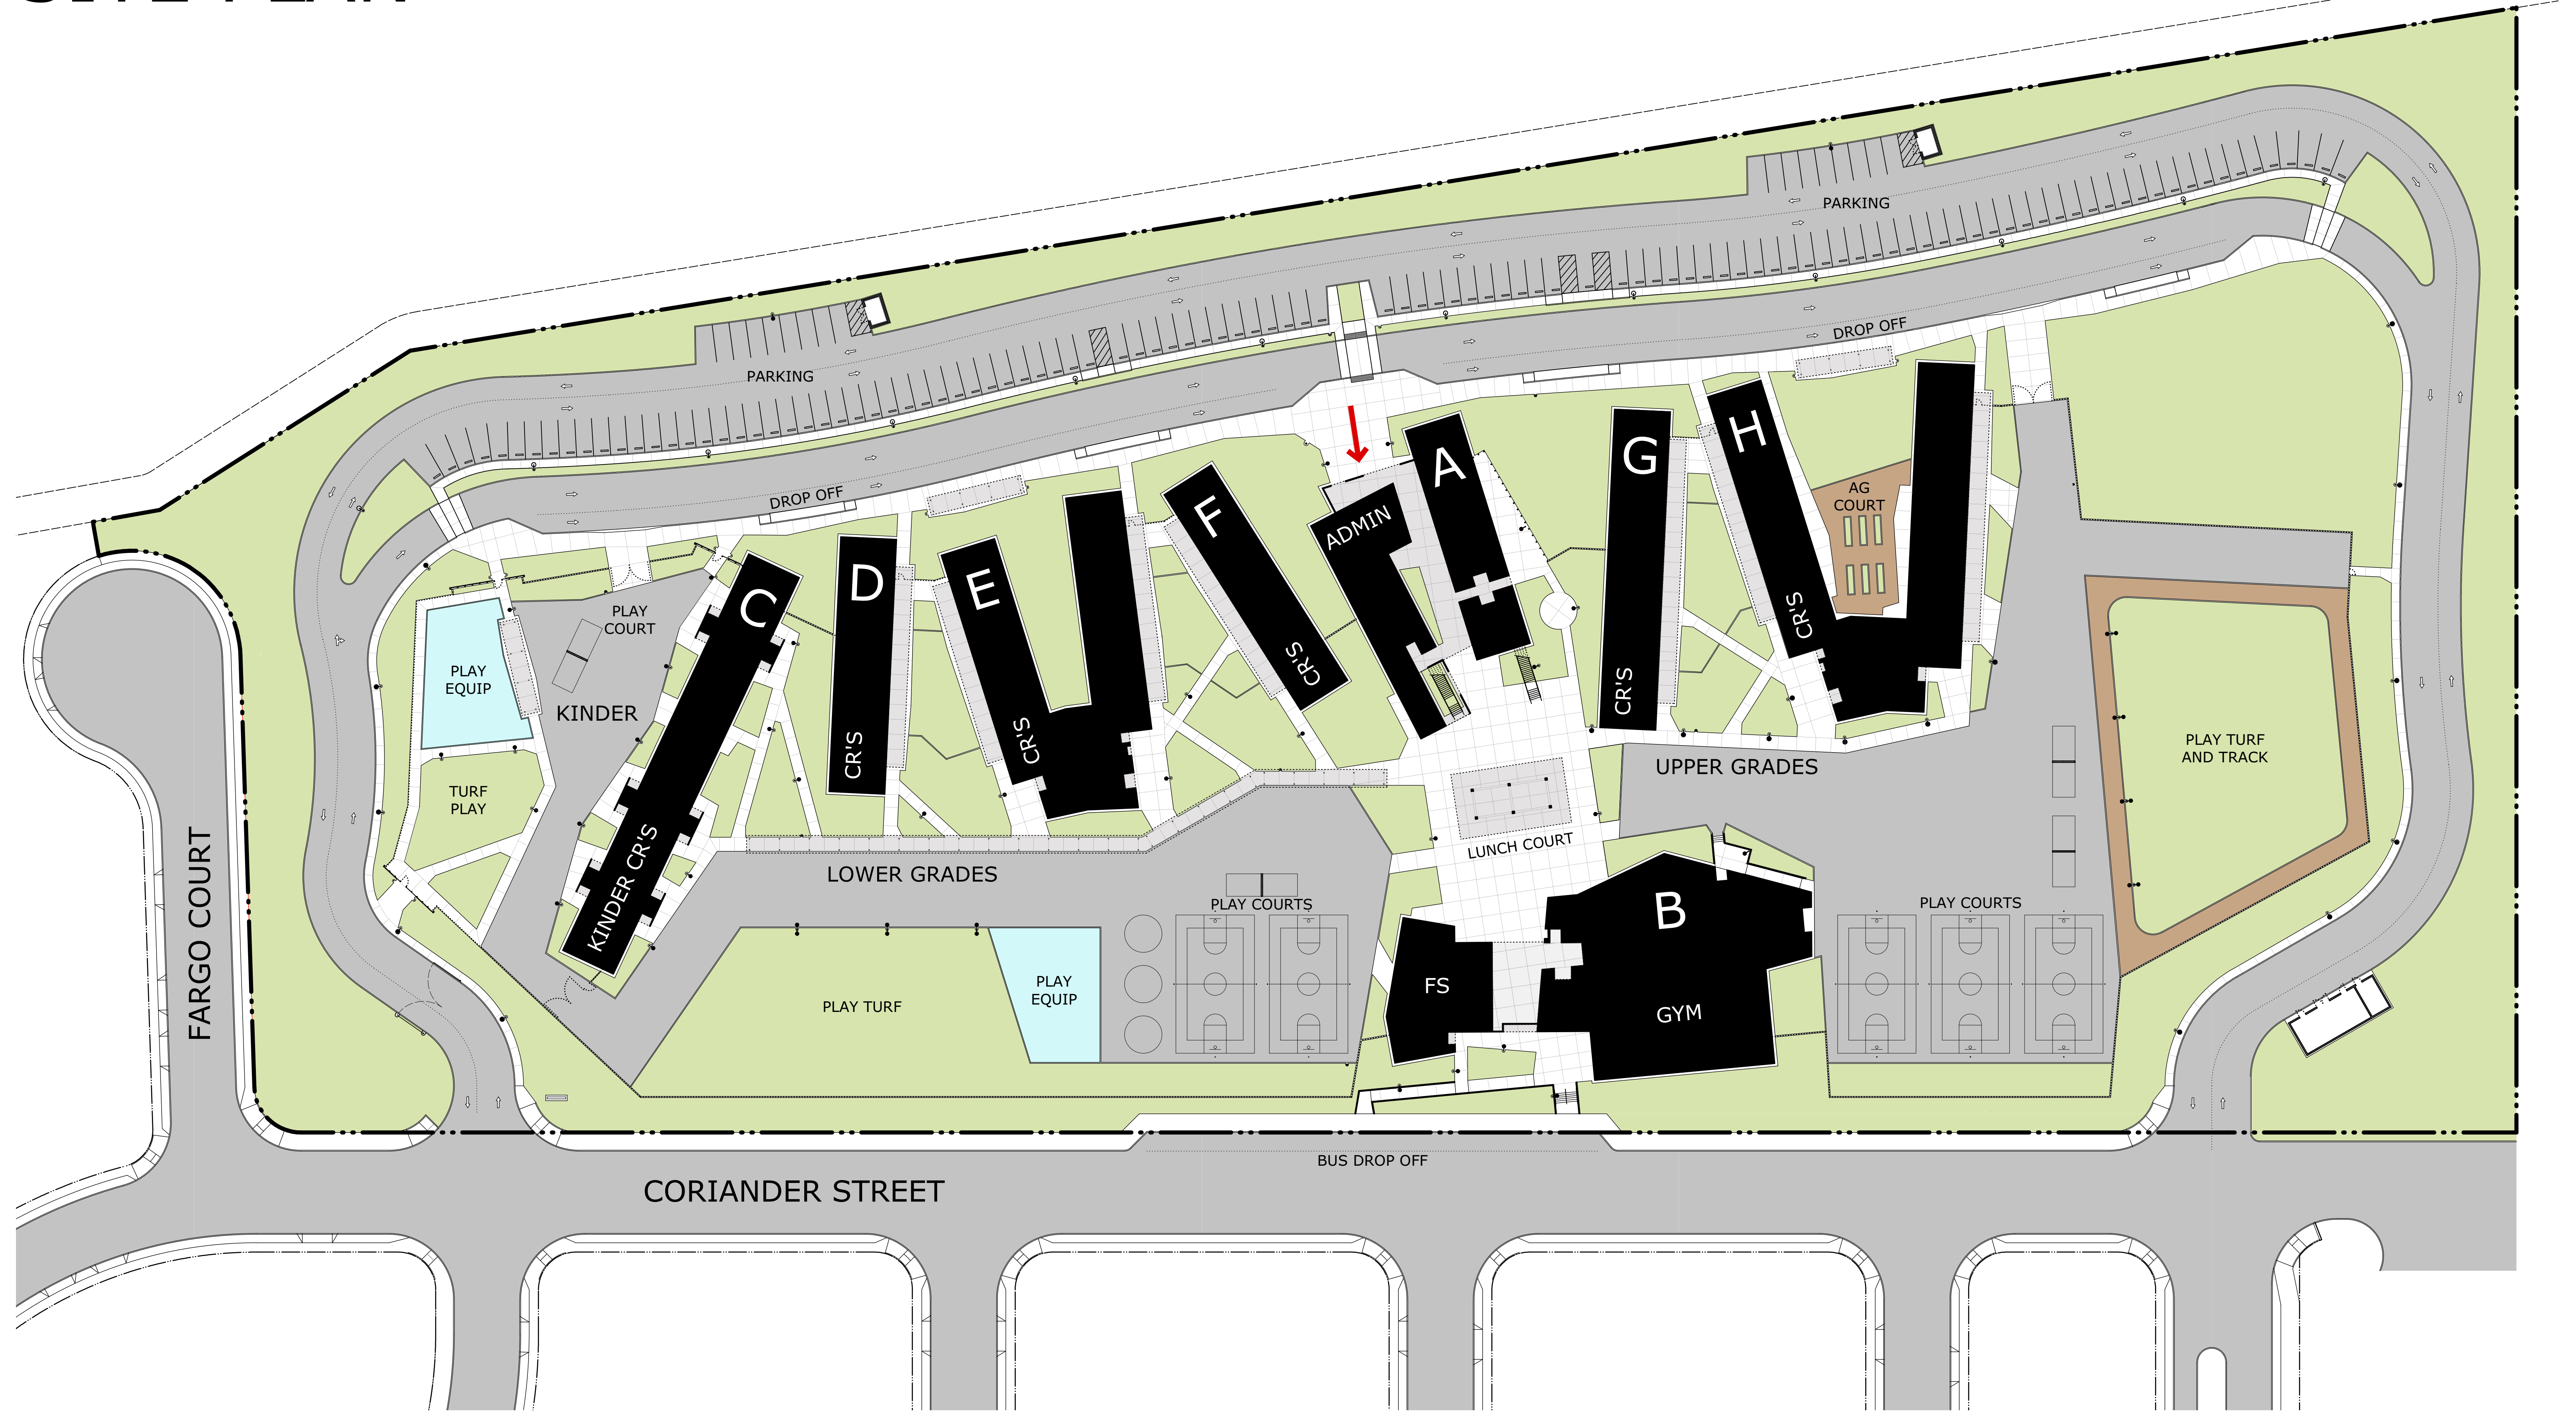 SITE PLAN
PARKING
PARKING
DROP OFF
DROP OFF
A
G
H
AG
COURT
ADMIN
F
E
D
C
PLAY
COURT
PLAY
EQUIP
KINDER
TURF
PLAY
CR'S
CR'S
CR'S
CR'S
CR'S
KINDER CR'S
UPPER GRADES
PLAY TURF
AND TRACK
LUNCH COURT
LOWER GRADES
PLAY COURTS
PLAY COURTS
B
FS
GYM
PLAY TURF
PLAY
EQUIP
FARGO COURT
BUS DROP OFF
CORIANDER STREET